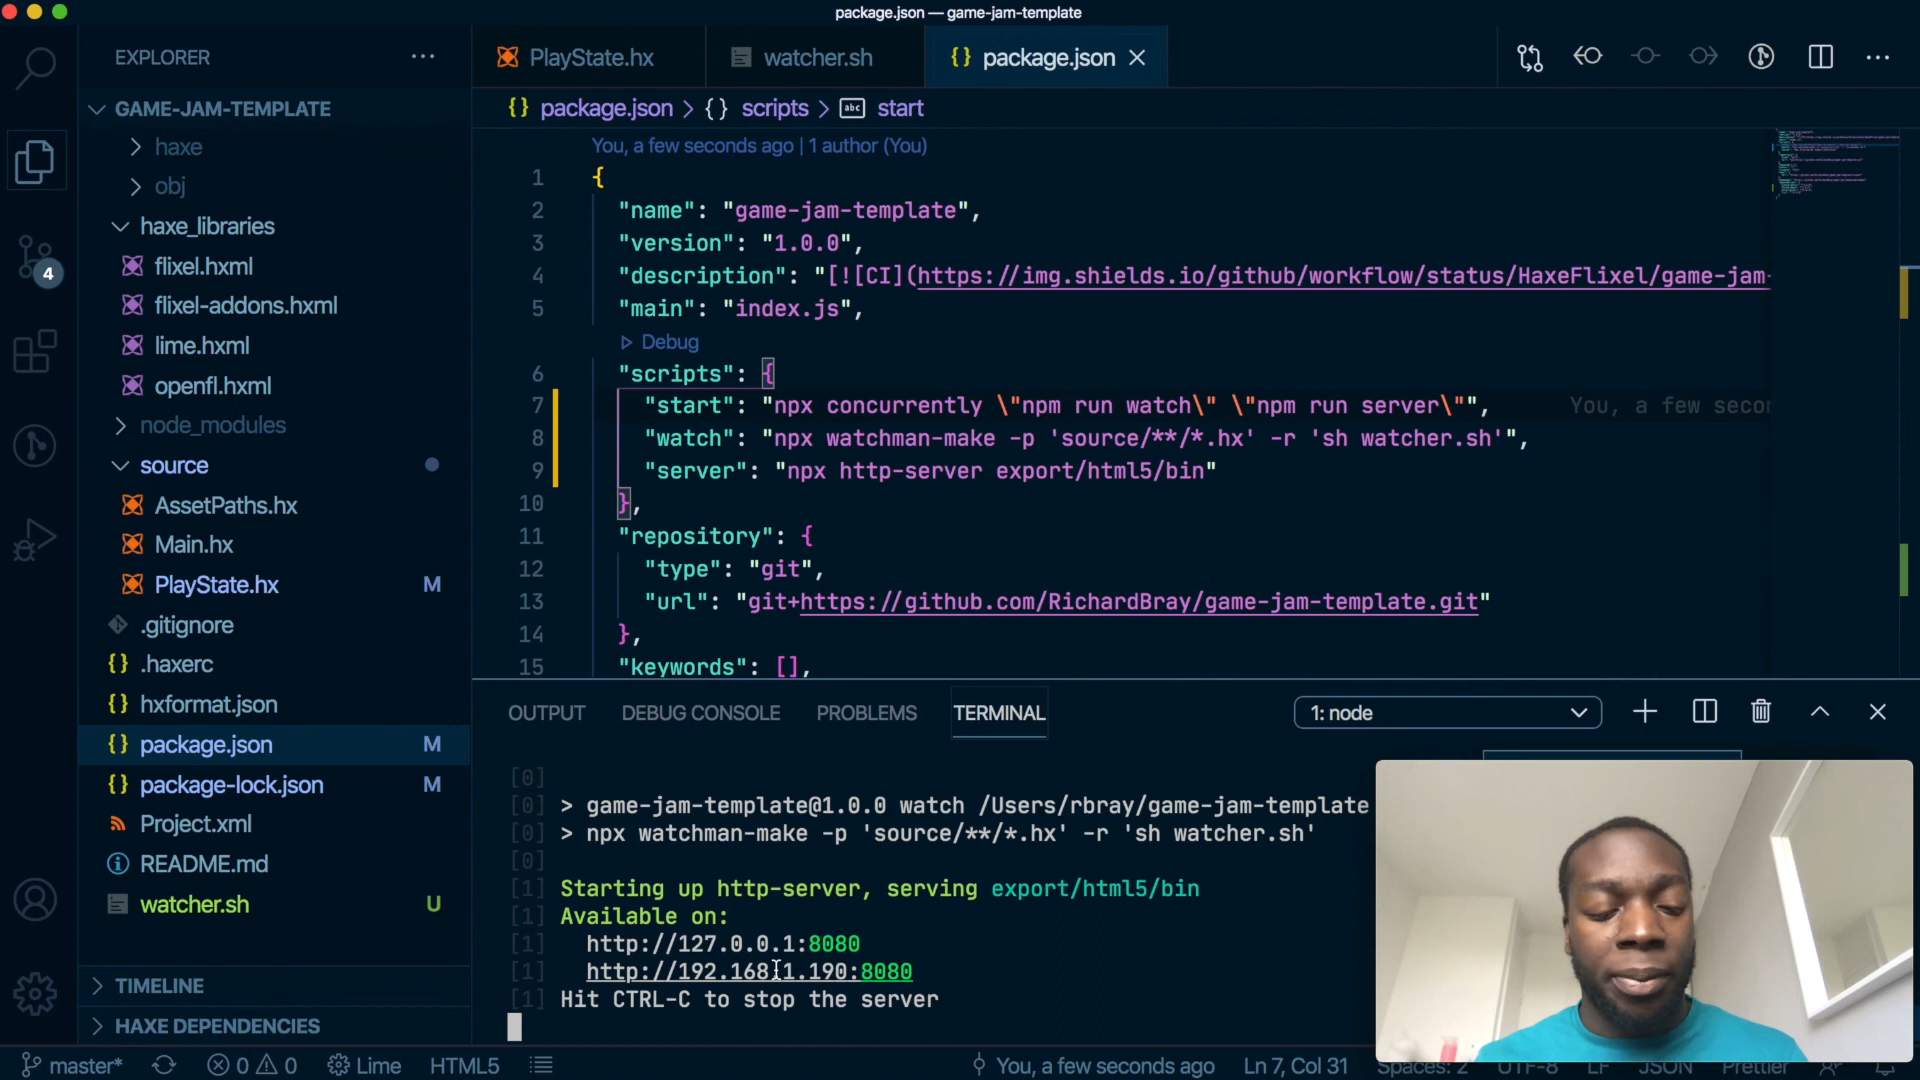 package.json — game-jam-template
EXPLORER
GAME-JAM-TEMPLATE
haxe
obj
haxe_libraries
flixel.hxml
flixel-addons.hxml
lime.hxml
openfl.hxml
node_modules
source
AssetPaths.hx
Main.hx
PlayState.hx M
.gitignore
.haxerc
hxformat.json
package.json M
package-lock.json M
Project.xml
README.md
watcher.sh U
TIMELINE
HAXE DEPENDENCIES
4
PlayState.hx
watcher.sh
package.json
package.json > {} scripts > abc start
You, a few seconds ago | 1 author (You)
1 {
2 "name": "game-jam-template",
3 "version": "1.0.0",
4 "description": "[![CI](https://img.shields.io/github/workflow/status/HaxeFlixel/game-jam-
5 "main": "index.js",
Debug
6 "scripts": {
7 "start": "npx concurrently \"npm run watch\" \"npm run server\"", You, a few secon
8 "watch": "npx watchman-make -p 'source/**/*.hx' -r 'sh watcher.sh'",
9 "server": "npx http-server export/html5/bin"
10 },
11 "repository": {
12 "type": "git",
13 "url": "git+https://github.com/RichardBray/game-jam-template.git"
14 },
15 "keywords": [],
OUTPUT DEBUG CONSOLE PROBLEMS TERMINAL 1: node
[0]
[0] > game-jam-template@1.0.0 watch /Users/rbray/game-jam-template
[0] > npx watchman-make -p 'source/**/*.hx' -r 'sh watcher.sh'
[0]
[1] Starting up http-server, serving export/html5/bin
[1] Available on:
[1] http://127.0.0.1:8080
[1] http://192.168.1.190:8080
[1] Hit CTRL-C to stop the server
master* 0 0 Lime HTML5 You, a few seconds ago Ln 7, Col 31 Spaces: 2 UTF-8 LF JSON Prettier